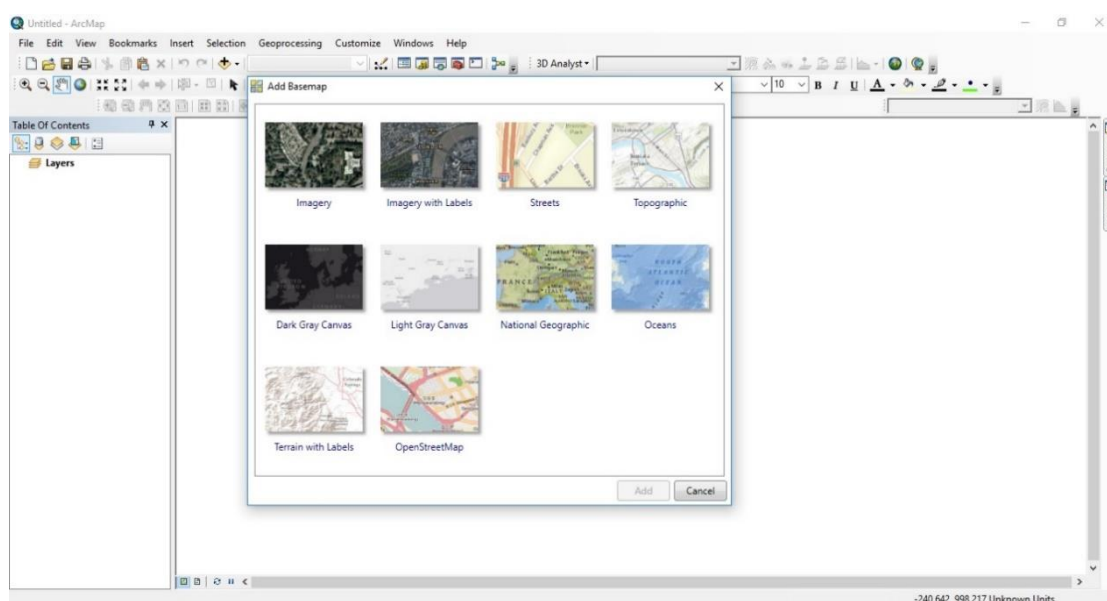 Untitled - ArcMap
File Edit View Bookmarks Insert Selection Geoprocessing Customize Windows Help
3D Analyst
10 B I U A
Add Basemap
Table Of Contents
Layers
Imagery Imagery with Labels Streets Topographic
FRANCE
Dark Gray Canvas Light Gray Canvas National Geographic Oceans
Terrain with Labels OpenStreetMap
Add Cancel
-240.642 998.217 Unknown Units